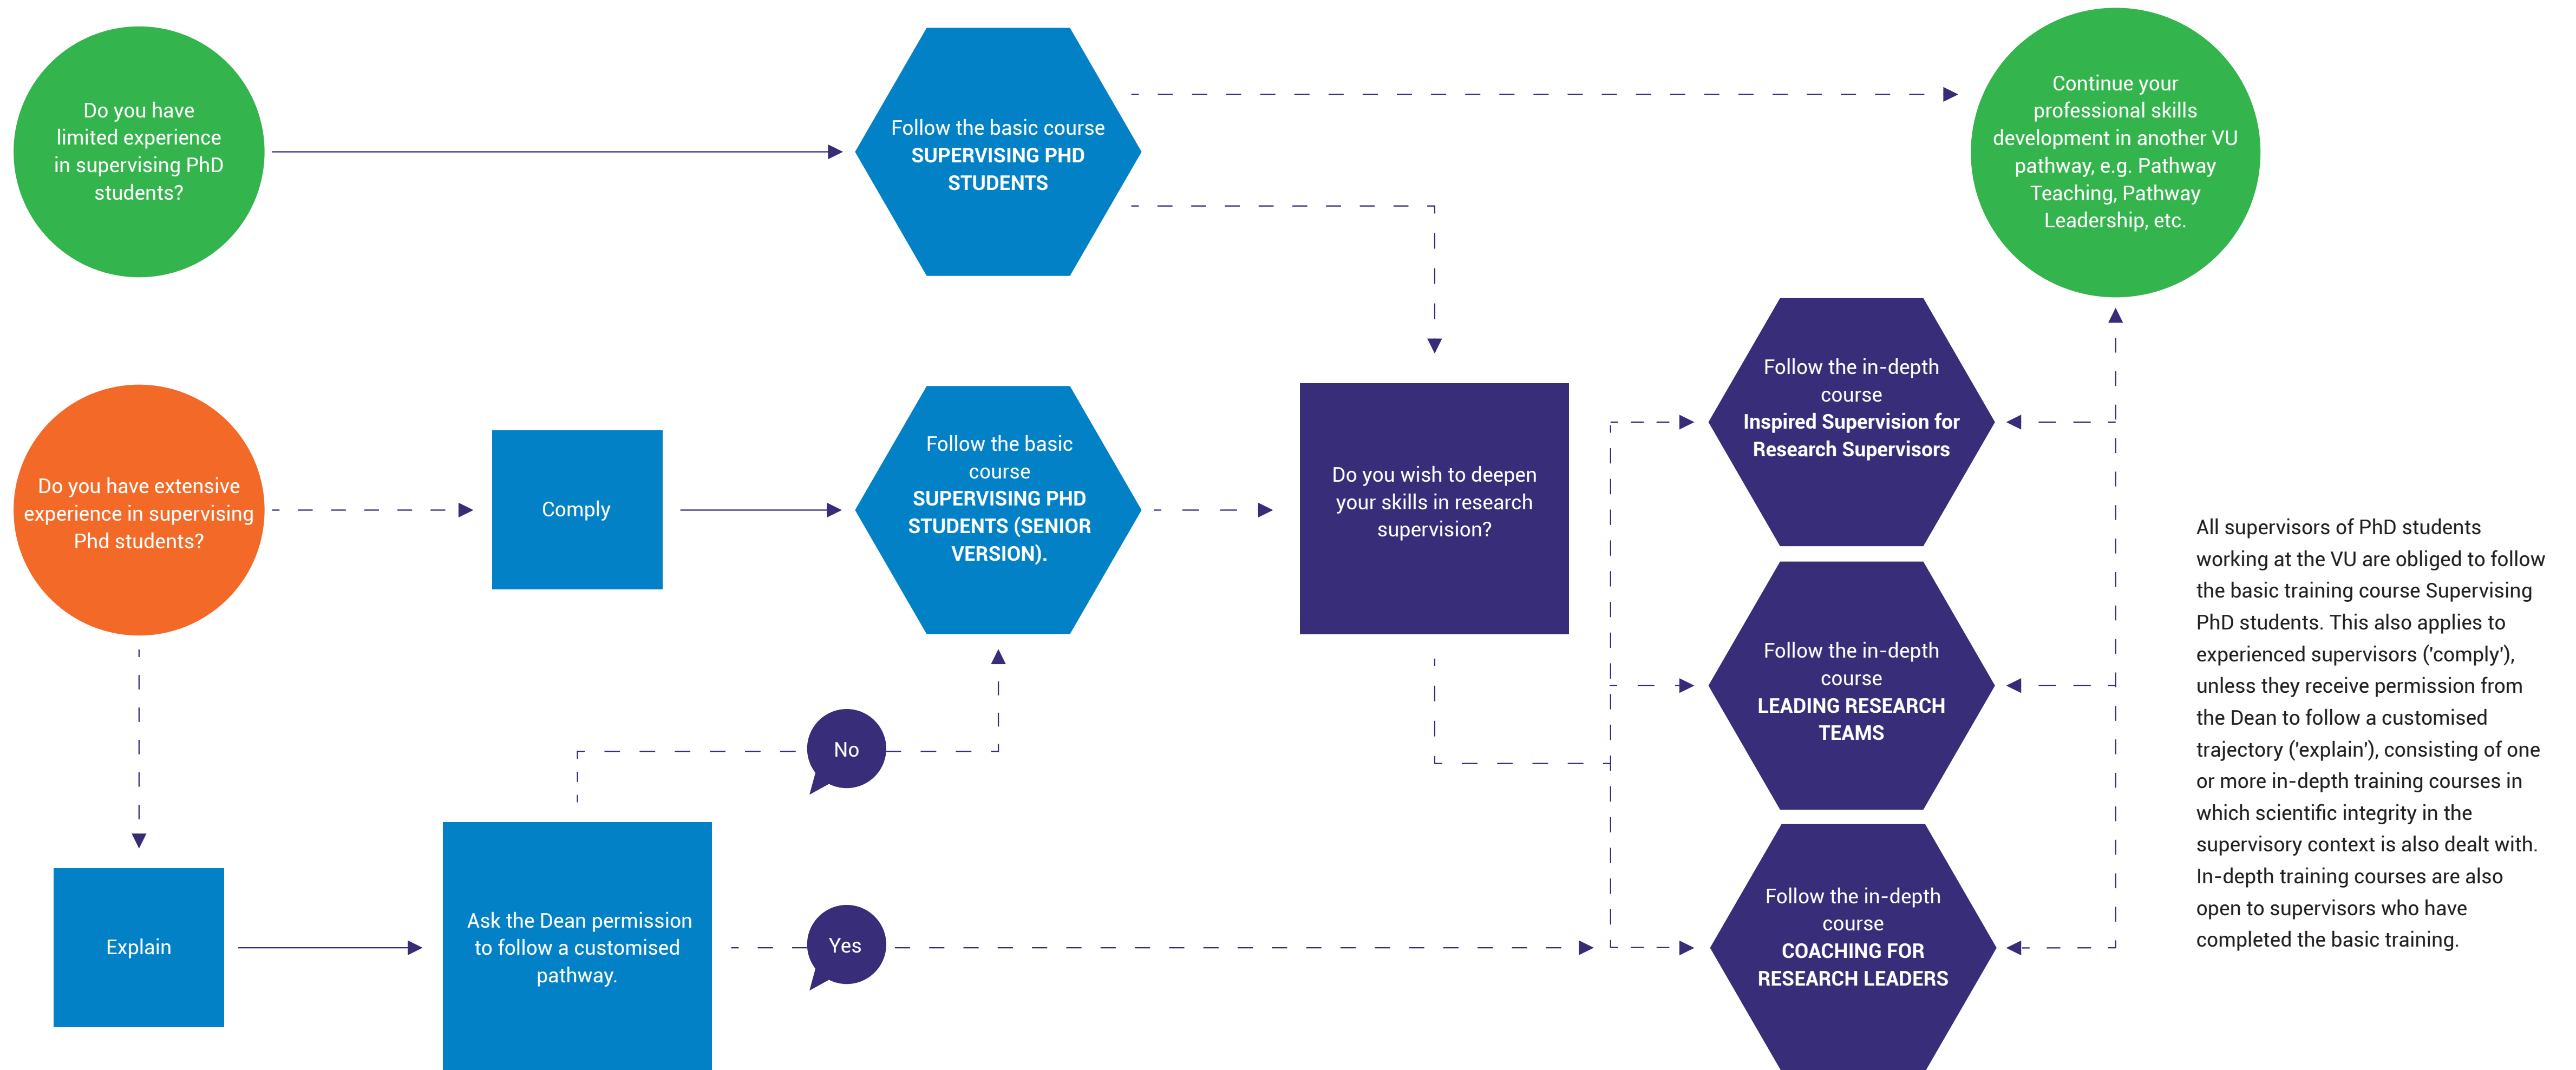 Do you have
limited experience
in supervising PhD
students?
Follow the basic course
SUPERVISING PHD
STUDENTS
Continue your
professional skills
development in another VU
pathway, e.g. Pathway
Teaching, Pathway
Leadership, etc.
Do you have extensive
experience in supervising
Phd students?
Comply
Follow the basic
course
SUPERVISING PHD
STUDENTS (SENIOR
VERSION).
Do you wish to deepen
your skills in research
supervision?
Follow the in-depth
course
Inspired Supervision for
Research Supervisors
Follow the in-depth
course
LEADING RESEARCH
TEAMS
Follow the in-depth
course
COACHING FOR
RESEARCH LEADERS
No
Yes
Explain
Ask the Dean permission
to follow a customised
pathway.
All supervisors of PhD students
working at the VU are obliged to follow
the basic training course Supervising
PhD students. This also applies to
experienced supervisors ('comply'),
unless they receive permission from
the Dean to follow a customised
trajectory ('explain'), consisting of one
or more in-depth training courses in
which scientific integrity in the
supervisory context is also dealt with.
In-depth training courses are also
open to supervisors who have
completed the basic training.